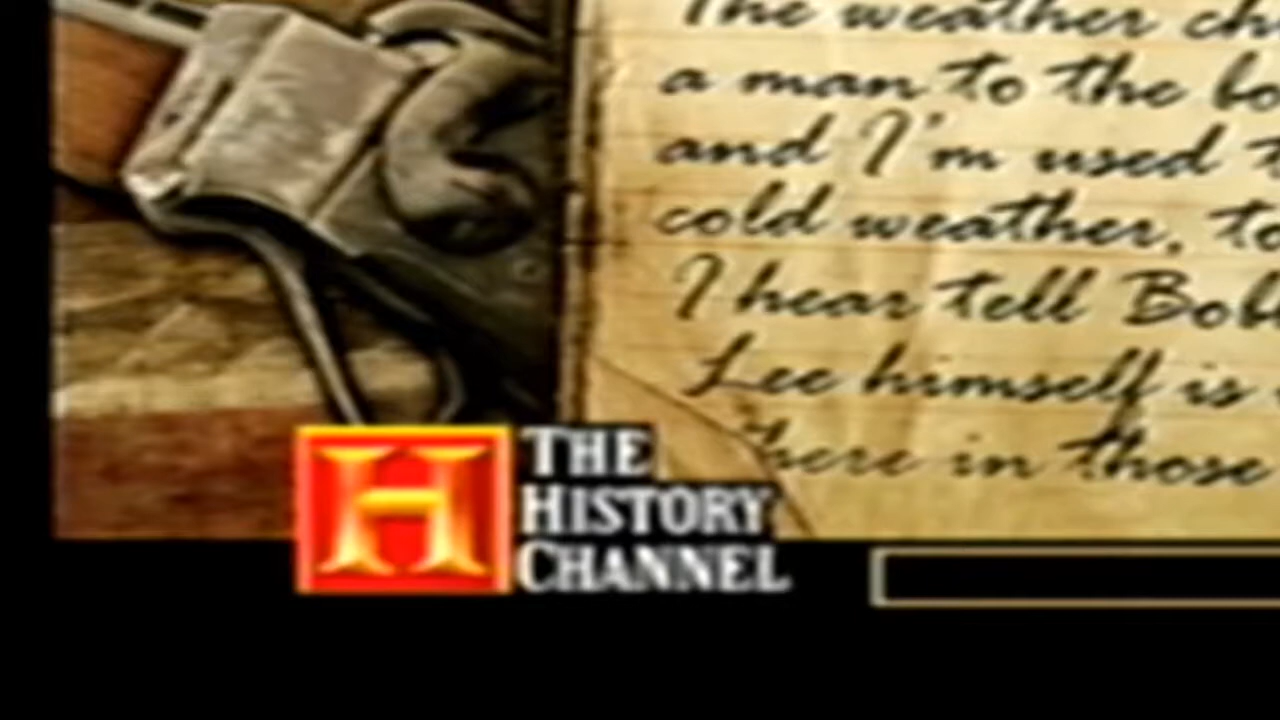 The weather
a man to the
and I'm used
cold weather, to
I hear tell
Lee himself is
there in those
H
THE
HISTORY
CHANNEL